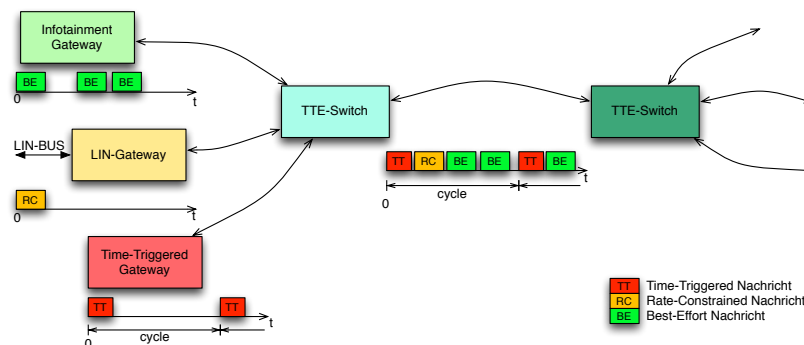 Infotainment
Gateway
BE BE BE
0 t
LIN-BUS
LIN-Gateway
RC
0 t
Time-Triggered
Gateway
TT TT
cycle t
0
TTE-Switch
TT RC BE BE TT BE
cycle t
0
TTE-Switch
TT Time-Triggered Nachricht
RC Rate-Constrained Nachricht
BE Best-Effort Nachricht